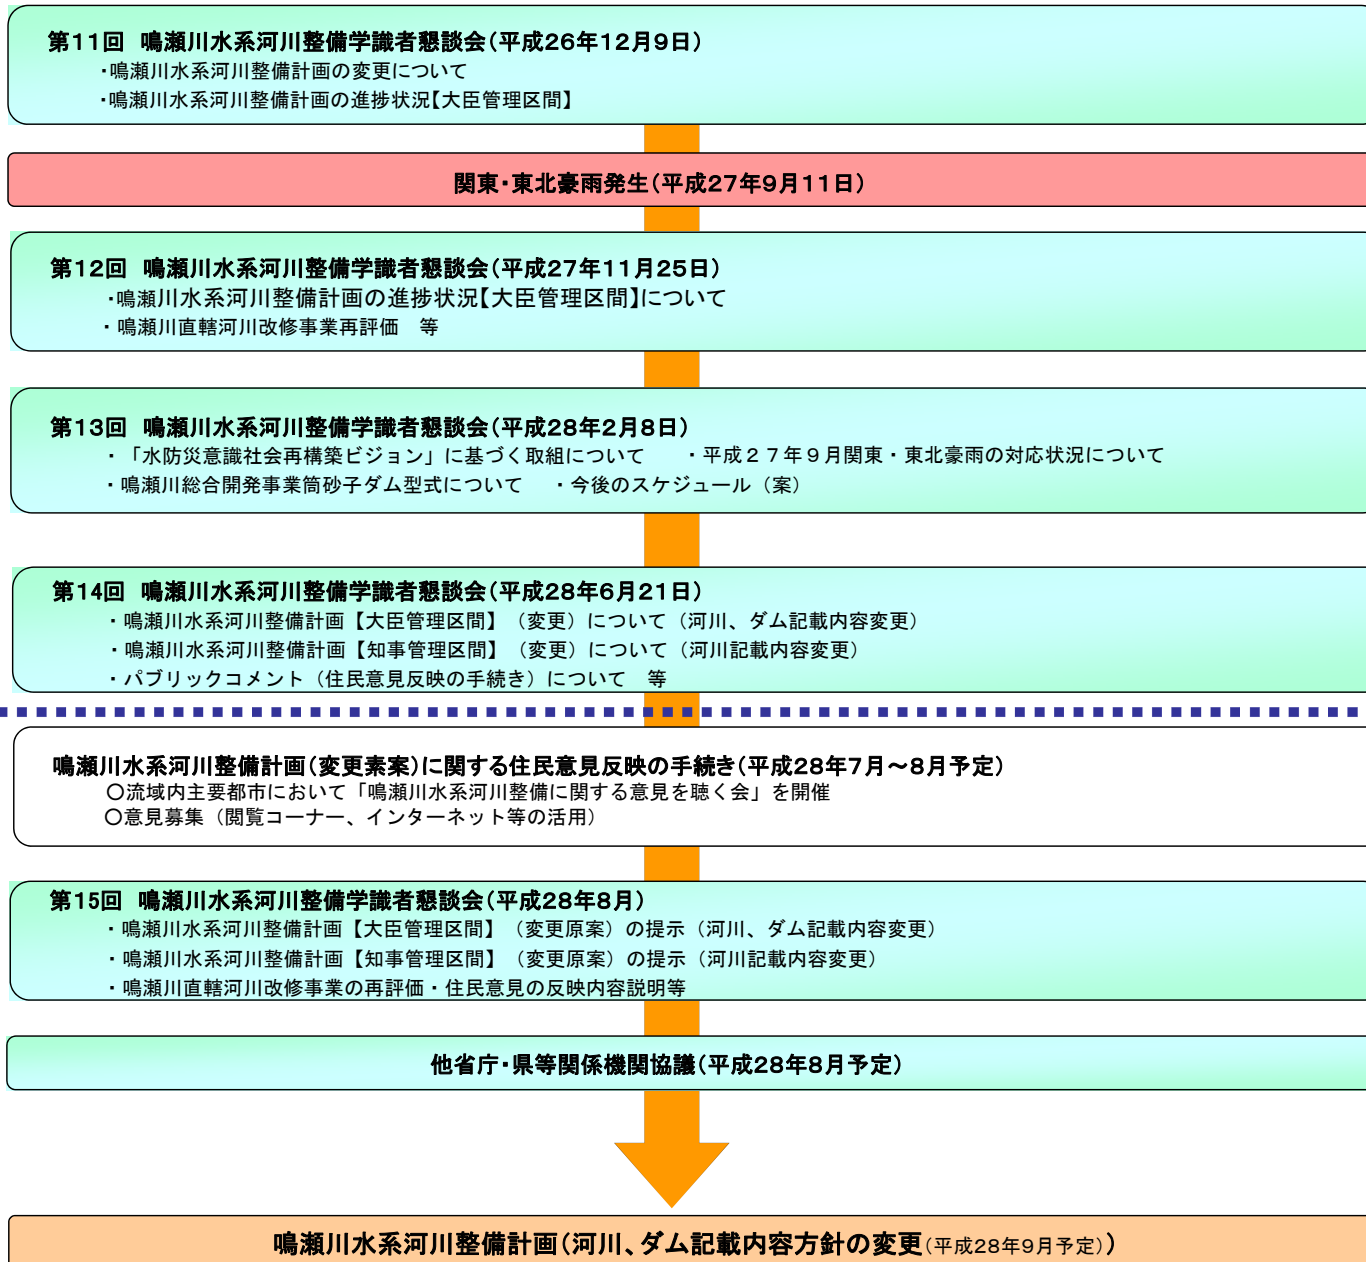 第11回　鳴瀬川水系河川整備学識者懇談会(平成26年12月9日)
・鳴瀬川水系河川整備計画の変更について
・鳴瀬川水系河川整備計画の進捗状況【大臣管理区間】
関東・東北豪雨発生(平成27年9月11日)
第12回　鳴瀬川水系河川整備学識者懇談会(平成27年11月25日)
・鳴瀬川水系河川整備計画の進捗状況【大臣管理区間】について
・鳴瀬川直轄河川改修事業再評価　等
第13回　鳴瀬川水系河川整備学識者懇談会(平成28年2月8日)
・「水防災意識社会再構築ビジョン」に基づく取組について　・平成２７年９月関東・東北豪雨の対応状況について
・鳴瀬川総合開発事業筒砂子ダム型式について　・今後のスケジュール（案）
第14回　鳴瀬川水系河川整備学識者懇談会(平成28年6月21日)
・鳴瀬川水系河川整備計画【大臣管理区間】（変更）について（河川、ダム記載内容変更）
・鳴瀬川水系河川整備計画【知事管理区間】（変更）について（河川記載内容変更）
・パブリックコメント（住民意見反映の手続き）について　等
鳴瀬川水系河川整備計画(変更素案)に関する住民意見反映の手続き(平成28年7月～8月予定)
○流域内主要都市において「鳴瀬川水系河川整備に関する意見を聴く会」を開催
○意見募集（閲覧コーナー、インターネット等の活用）
第15回　鳴瀬川水系河川整備学識者懇談会(平成28年8月)
・鳴瀬川水系河川整備計画【大臣管理区間】（変更原案）の提示（河川、ダム記載内容変更）
・鳴瀬川水系河川整備計画【知事管理区間】（変更原案）の提示（河川記載内容変更）
・鳴瀬川直轄河川改修事業の再評価・住民意見の反映内容説明等
他省庁・県等関係機関協議(平成28年8月予定)
鳴瀬川水系河川整備計画(河川、ダム記載内容方針の変更(平成28年9月予定))